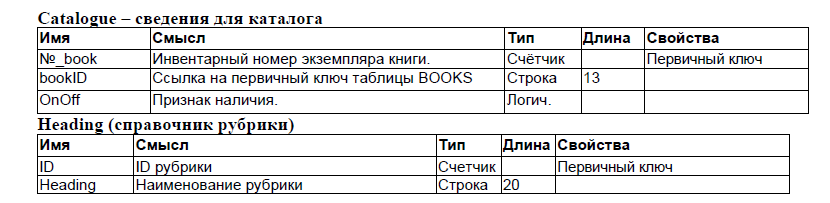 Catalogue – сведения для каталога
Имя Смысл Тип Длина Свойства
№_book Инвентарный номер экземпляра книги. Счётчик Первичный ключ
bookID Ссылка на первичный ключ таблицы BOOKS Строка 13
OnOff Признак наличия. Логич.
Heading (справочник рубрики)
Имя Смысл Тип Длина Свойства
ID ID рубрики Счетчик Первичный ключ
Heading Наименование рубрики Строка 20